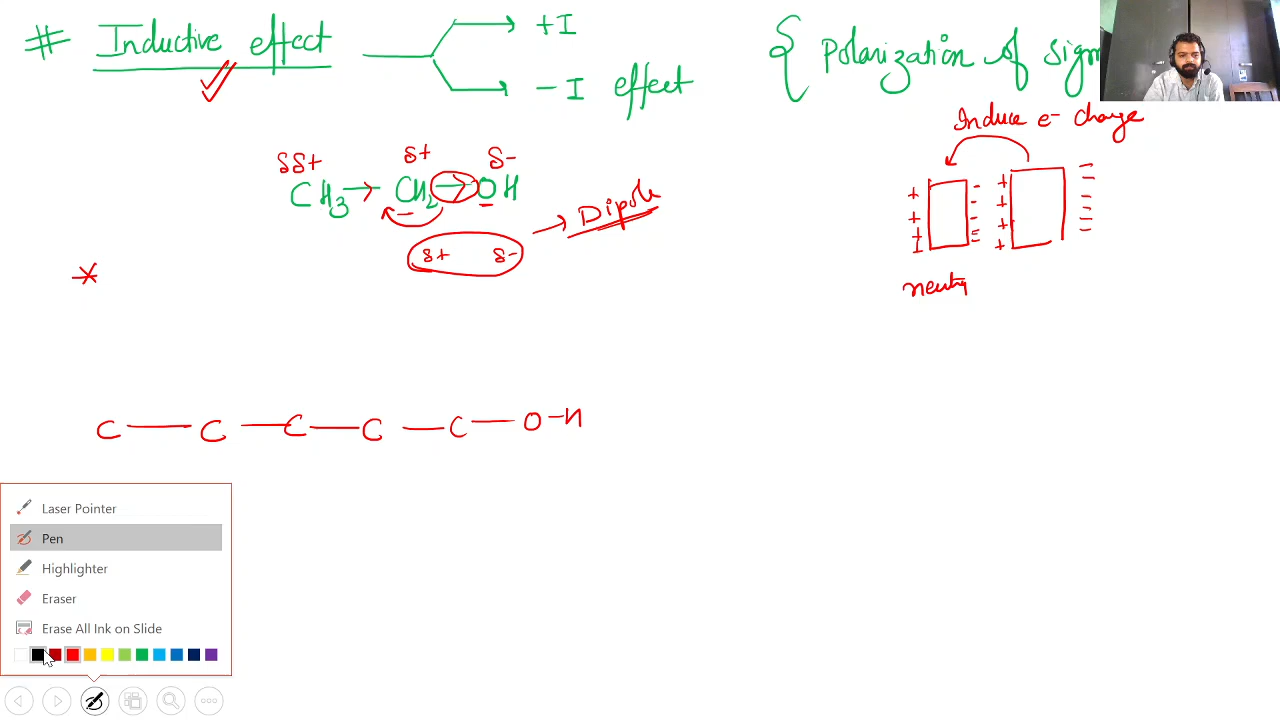 # Inductive effect
+I
- I effect
{ Polarization of sigm
Induce e- charge
δδ+ δ+ δ-
CH3 → CH2 → OH
δ+ δ- → Dipole
+ - + -
+ - + -
+ - + -
I = + -
neutr
*
C — C — C — C — C — O - H
Laser Pointer
Pen
Highlighter
Eraser
Erase All Ink on Slide